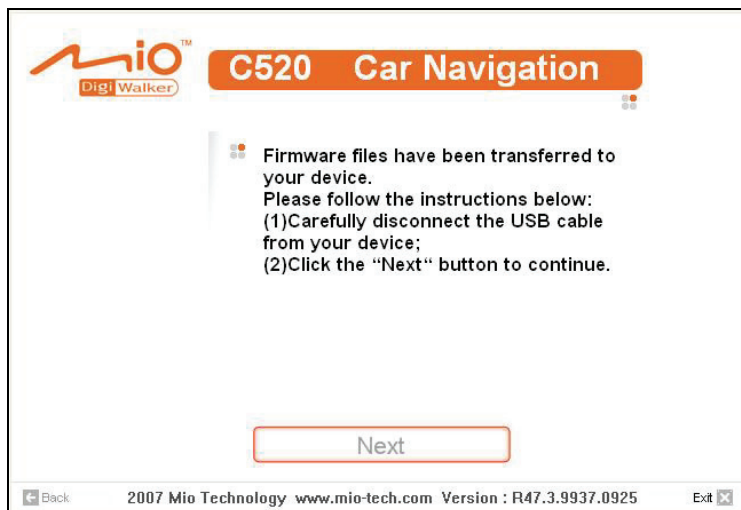 Mio™
Digi Walker
C520 Car Navigation
Firmware files have been transferred to
your device.
Please follow the instructions below:
(1)Carefully disconnect the USB cable
from your device;
(2)Click the “Next“ button to continue.
Next
Back 2007 Mio Technology www.mio-tech.com Version : R47.3.9937.0925 Exit